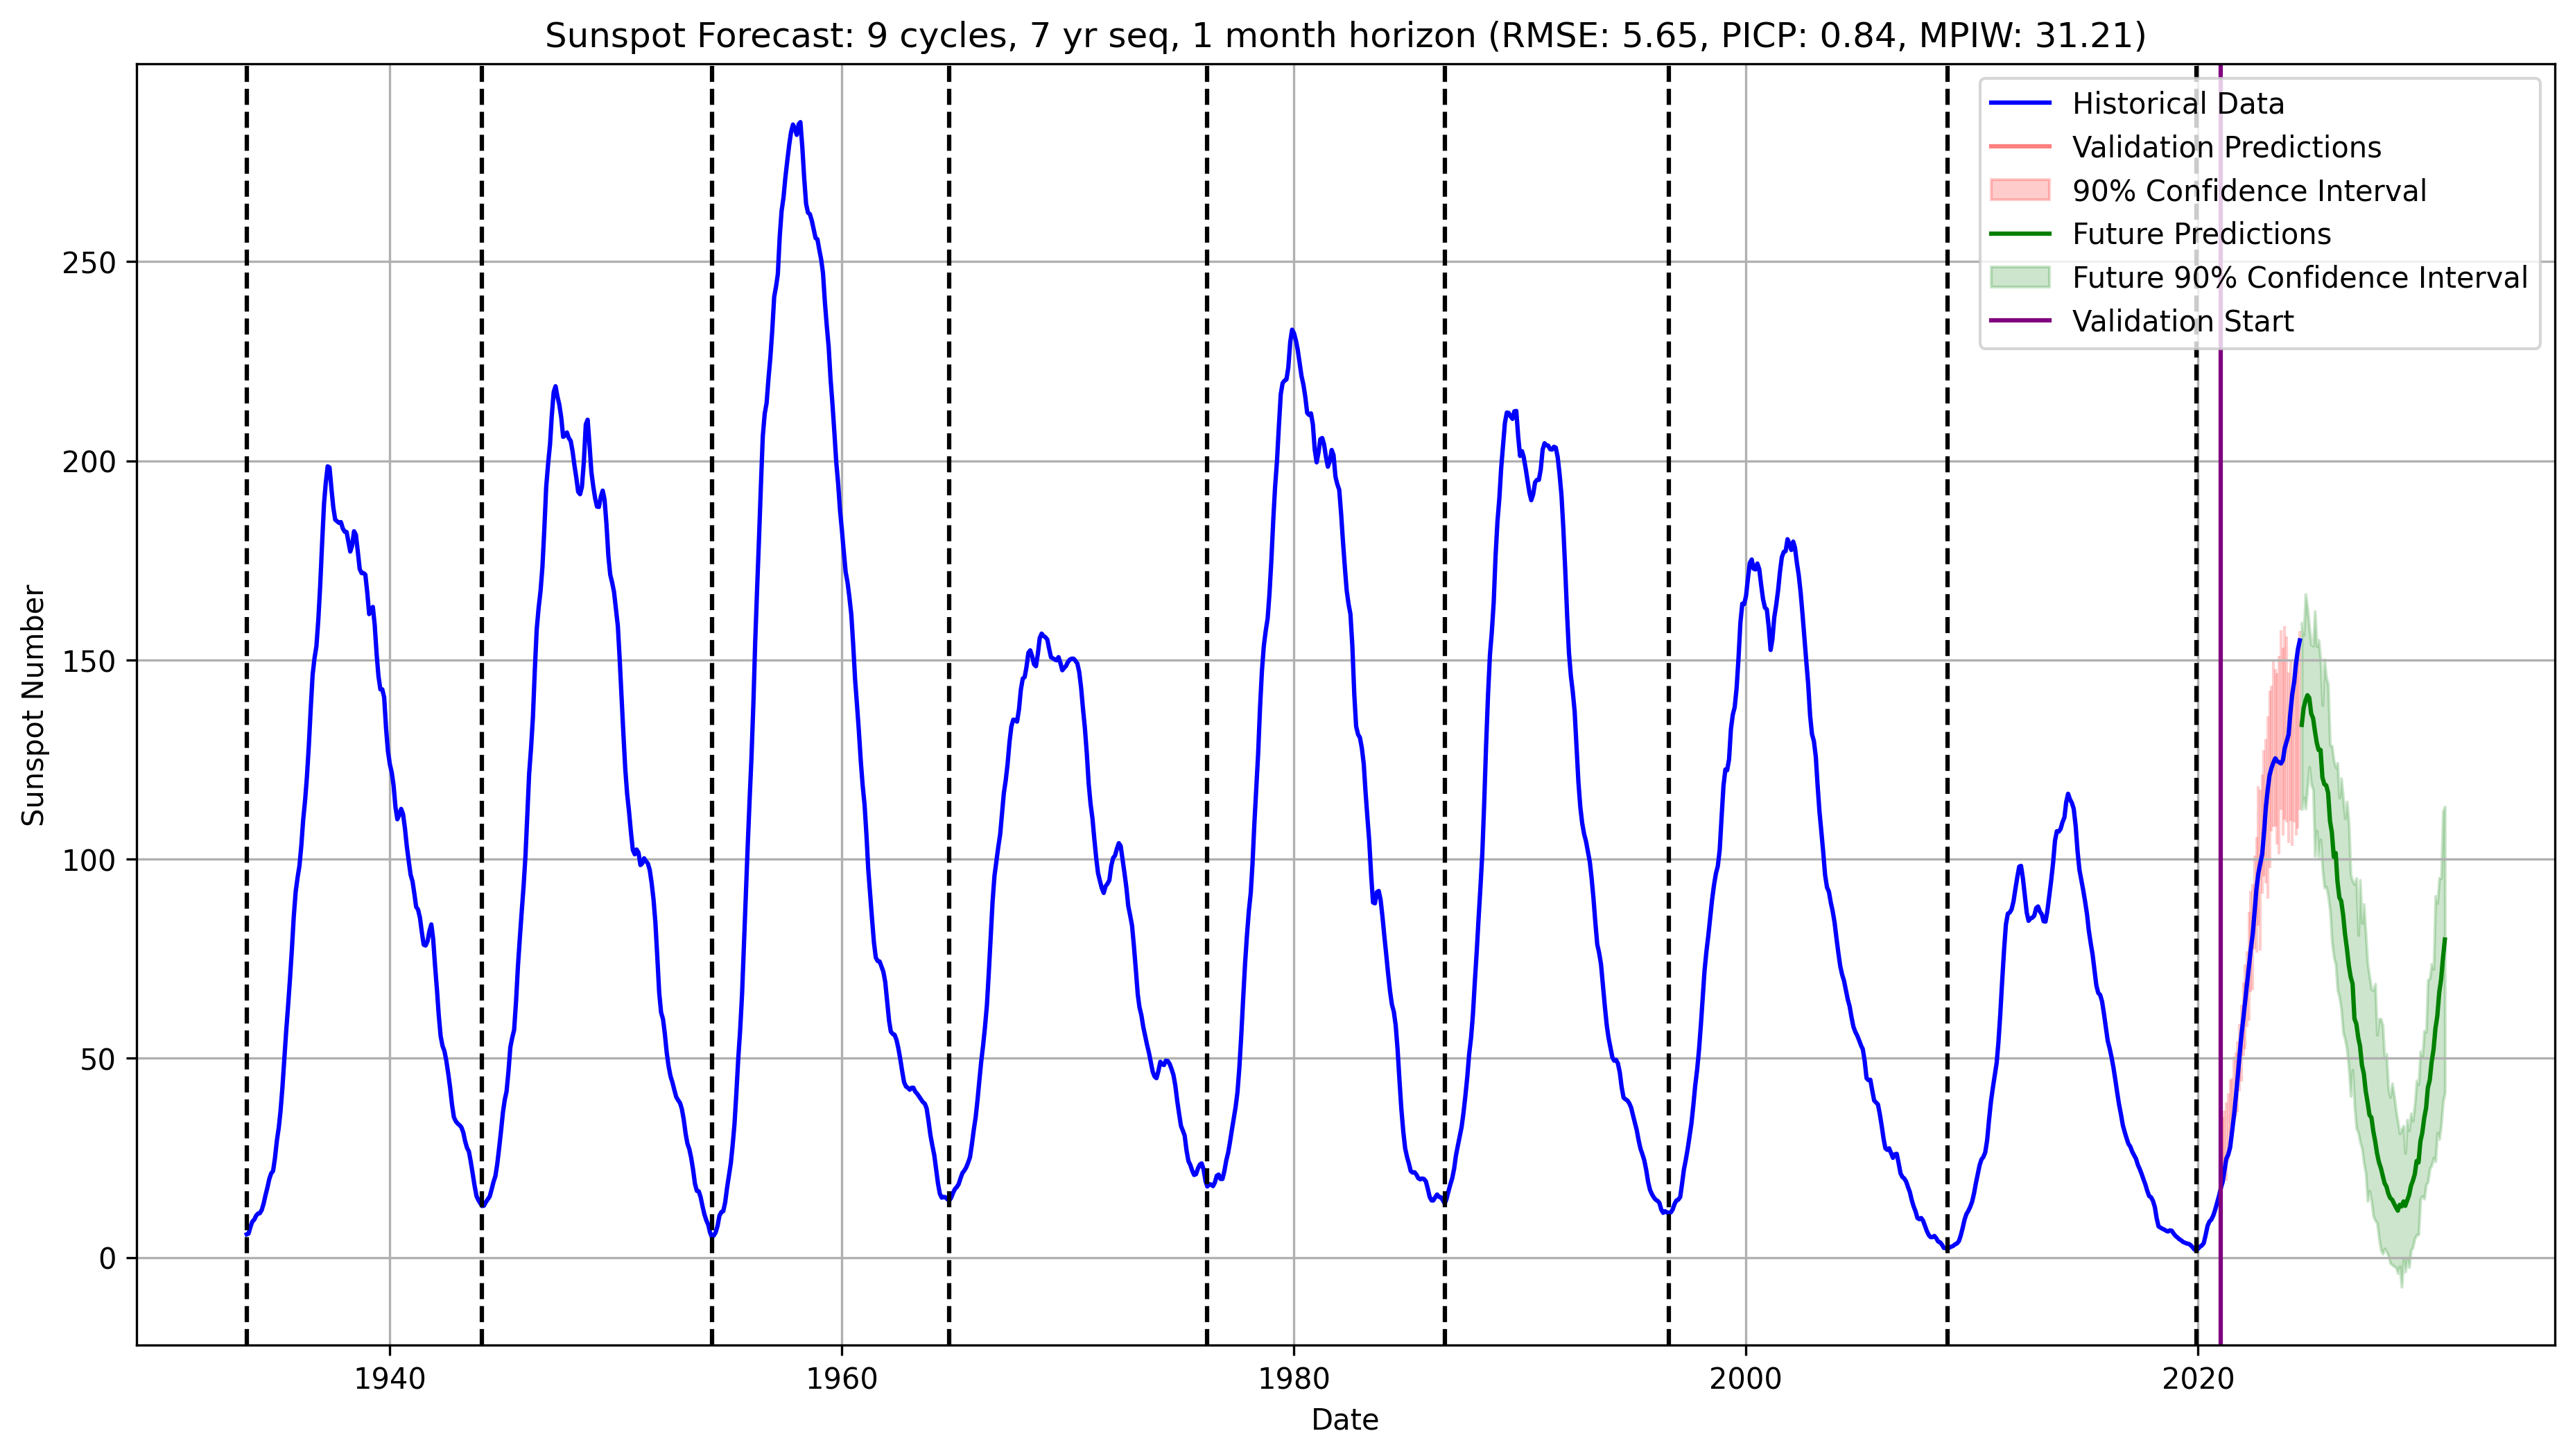 Sunspot Forecast: 9 cycles, 7 yr seq, 1 month horizon (RMSE: 5.65, PICP: 0.84, MPIW: 31.21)
Historical Data
Validation Predictions
90% Confidence Interval
Future Predictions
Future 90% Confidence Interval
Validation Start
Sunspot Number
250
200
150
100
50
0
1940
1960
1980
2000
2020
Date